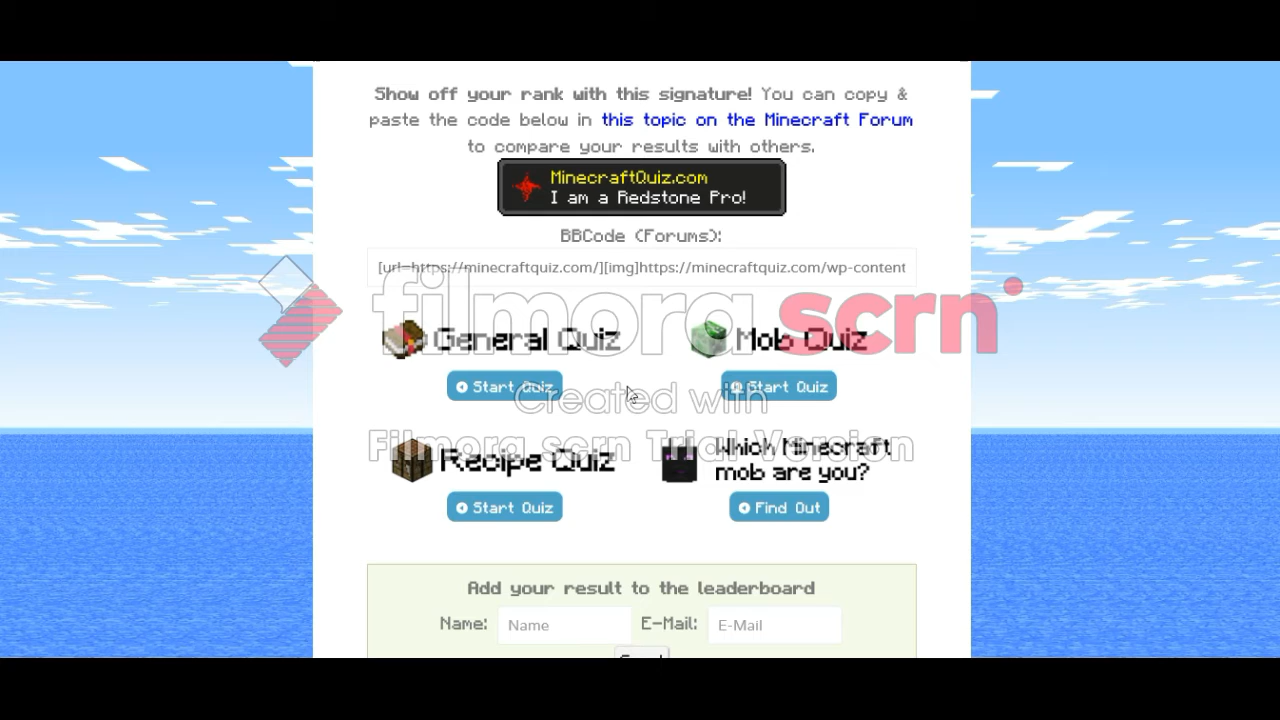 Show off your rank with this signature! You can copy &
paste the code below in this topic on the Minecraft Forum
to compare your results with others.
MinecraftQuiz.com
I am a Redstone Pro!
BBCode (Forums):
[url=https://minecraftquiz.com/][img]https://minecraftquiz.com/wp-content
filmora scrn
General Quiz
Mob Quiz
Start Quiz
Start Quiz
Created with
Filmora scrn Trial Version
Recipe Quiz
Which Minecraft
mob are you?
Start Quiz
Find Out
Add your result to the leaderboard
Name: Name E-Mail: E-Mail